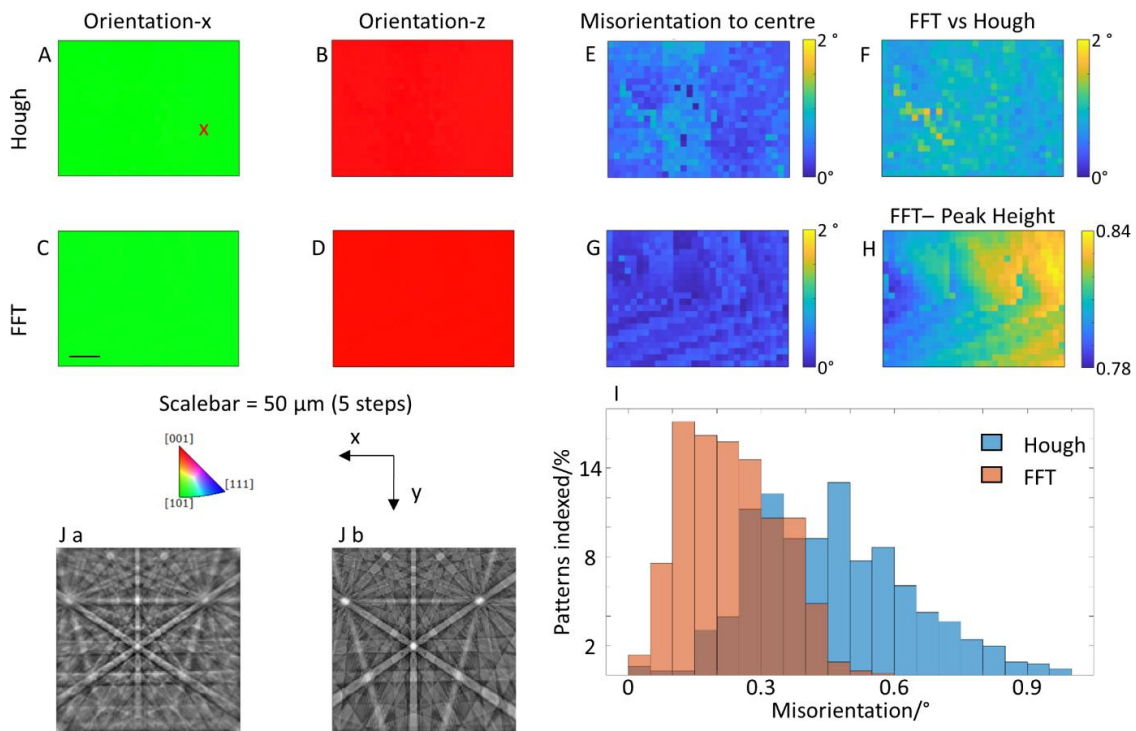 Orientation-x Orientation-z Misorientation to centre FFT vs Hough
A B E F
Hough
x
2 °
0°
2 °
0°
FFT– Peak Height
C D G H
FFT
2 °
0°
0.84
0.78
Scalebar = 50 µm (5 steps)
[001]
[111]
[101]
x
y
J a J b
I
Hough
FFT
Patterns indexed/%
14
8
2
0 0.3 0.6 0.9
Misorientation/°